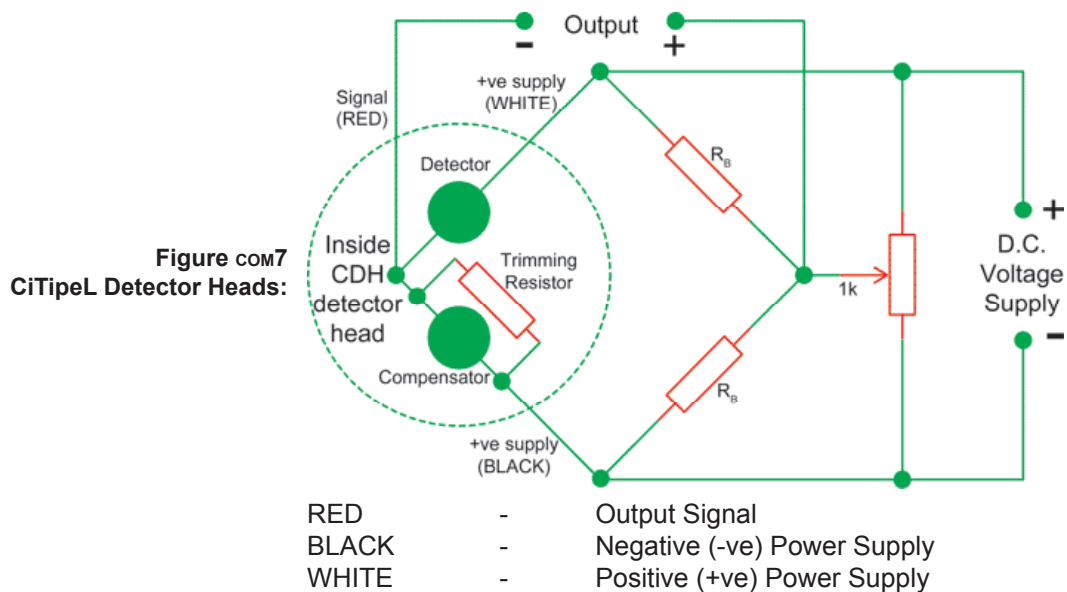 Output
-
+
+ve supply
(WHITE)
Signal
(RED)
Detector
R_B
Inside
CDH
detector
head
Trimming
Resistor
Figure COM7
CiTipeL Detector Heads:
1k
+
D.C.
Voltage
Supply
-
Compensator
R_B
+ve supply
(BLACK)
RED - Output Signal
BLACK - Negative (-ve) Power Supply
WHITE - Positive (+ve) Power Supply